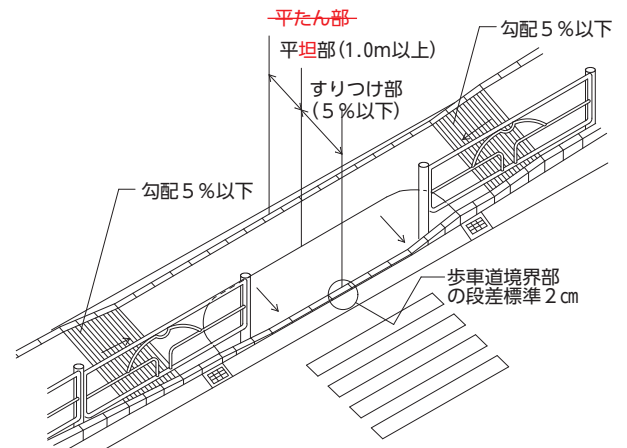 平たん部
平坦部(1.0m以上)
勾配5%以下
すりつけ部
(5%以下)
勾配5%以下
歩車道境界部
の段差標準2㎝